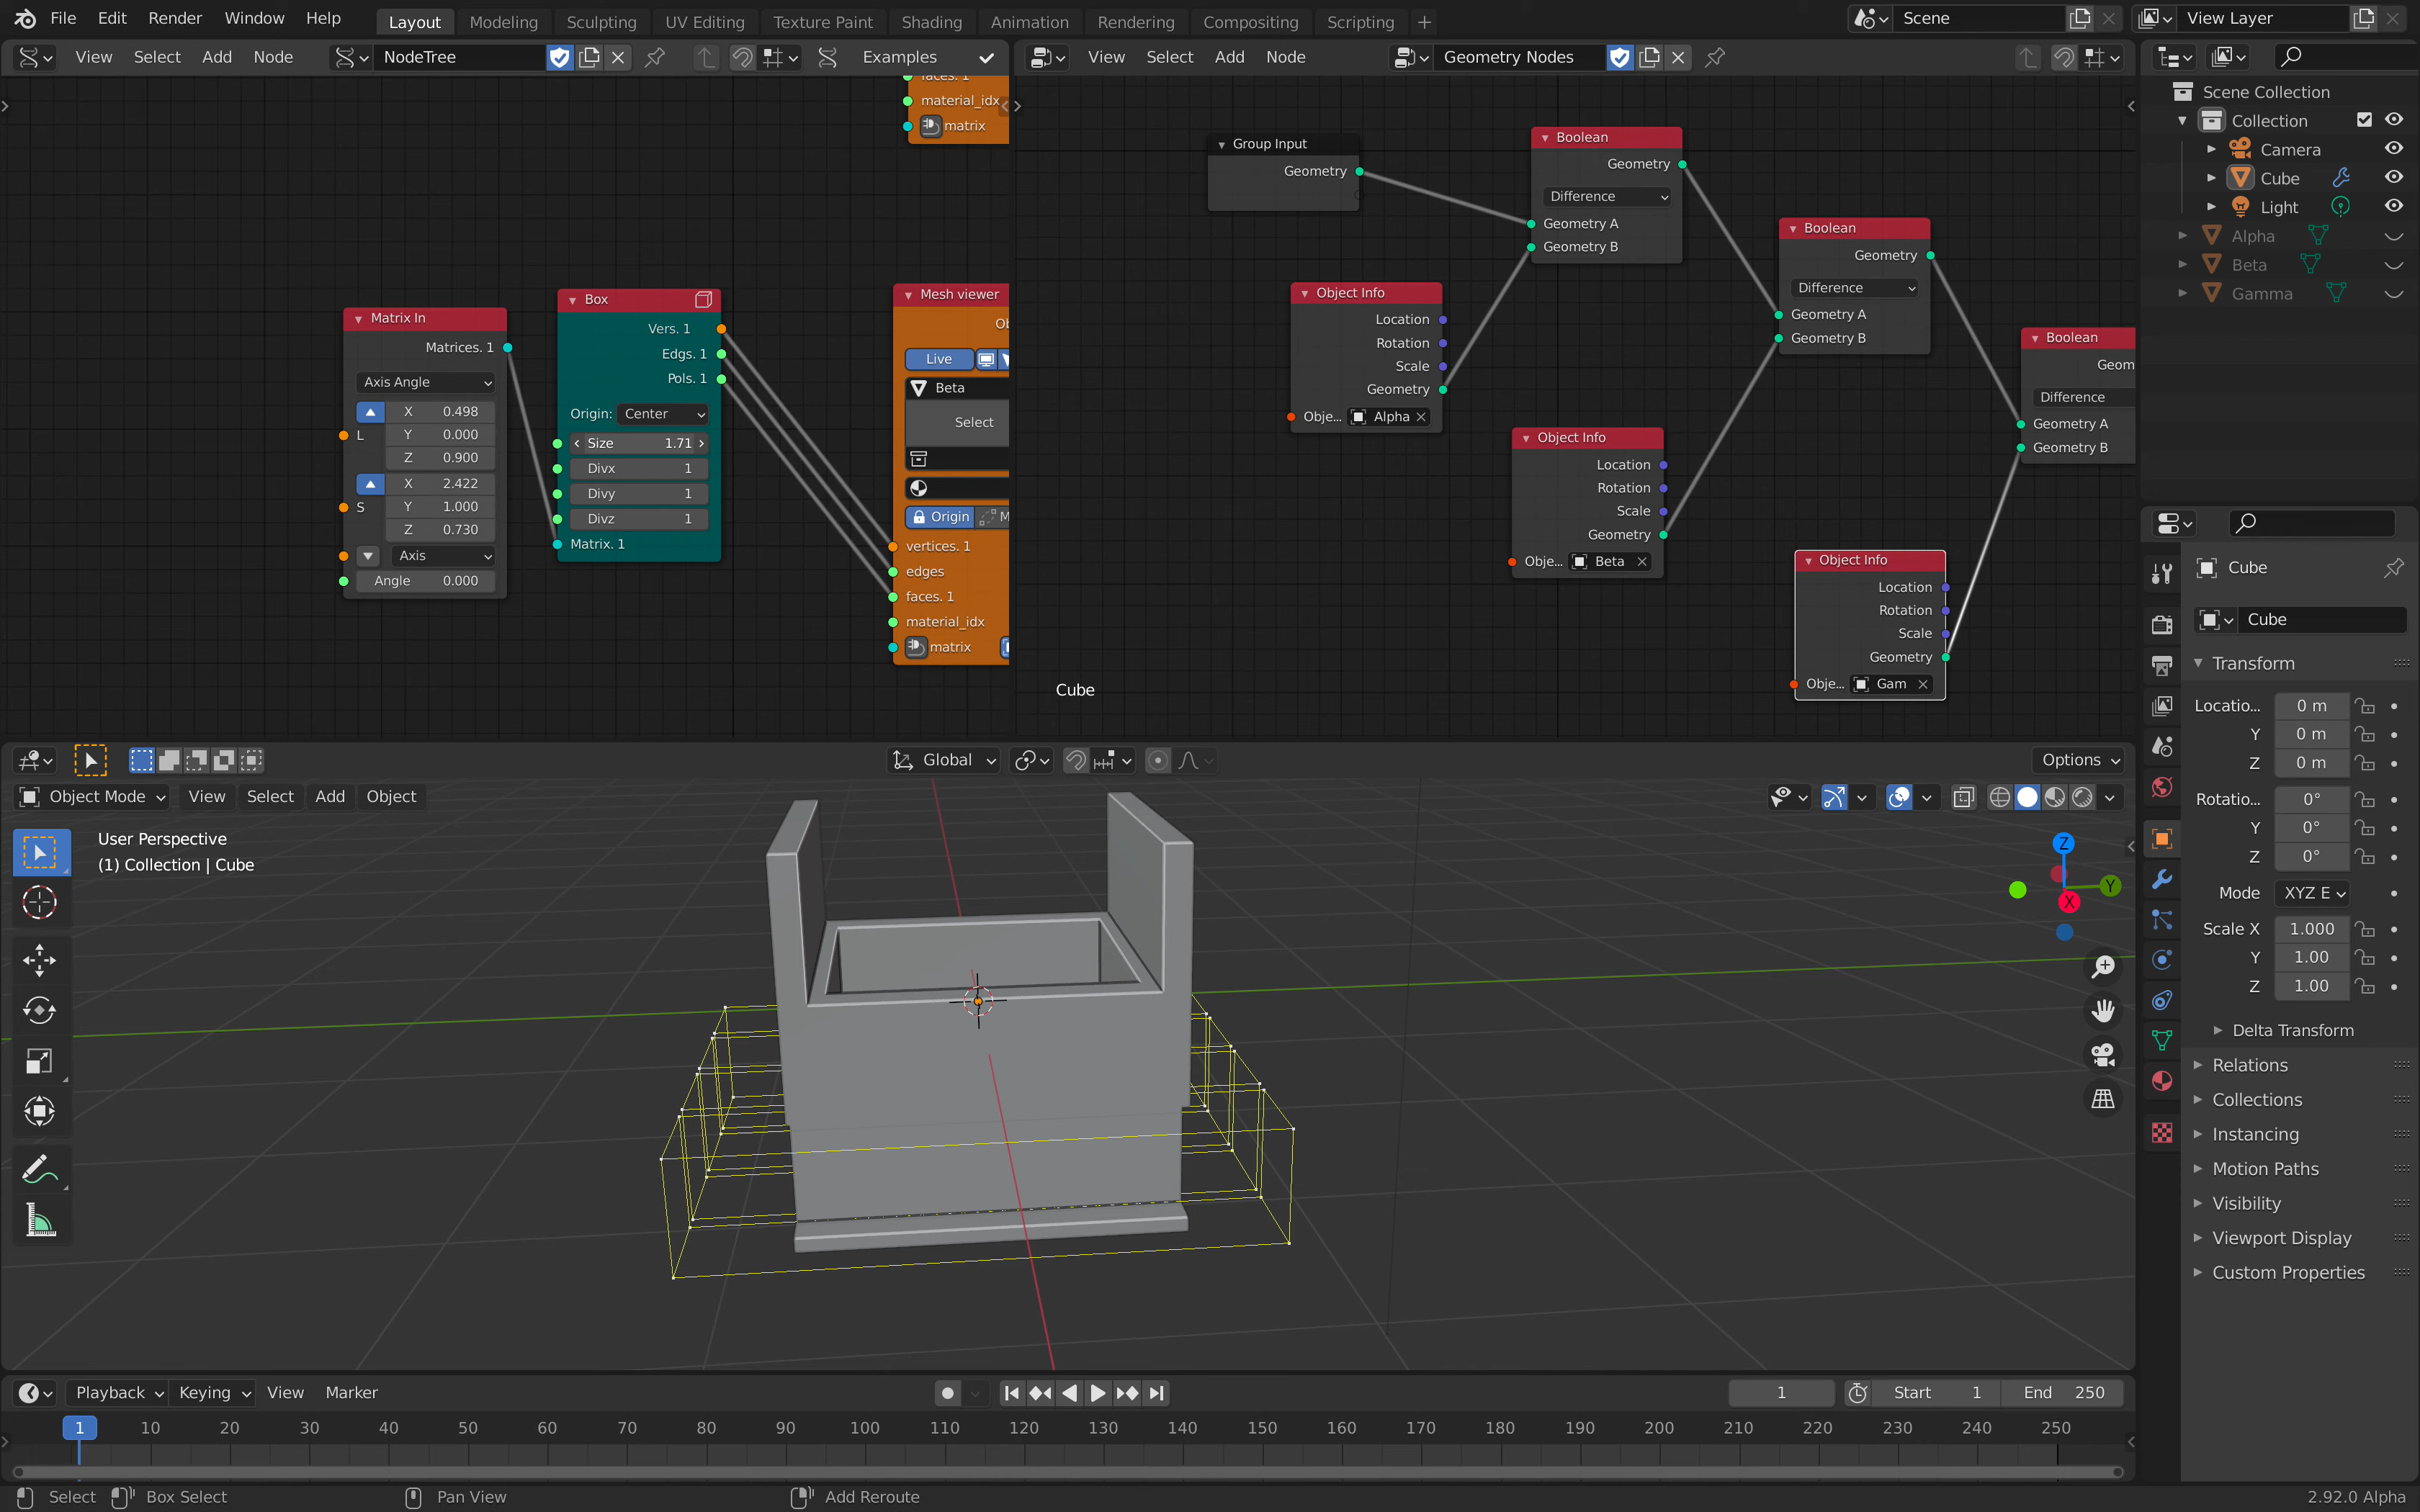 File Edit Render Window Help Layout Modeling Sculpting UV Editing Texture Paint Shading Animation Rendering Compositing Scripting + Scene View Layer
View Select Add Node NodeTree Examples
View Select Add Node Geometry Nodes
faces. 1
material_idx
matrix
Matrix In
Matrices. 1
Axis Angle
X 0.498
L Y 0.000
Z 0.900
X 2.422
S Y 1.000
Z 0.730
Axis
Angle 0.000
Box
Vers. 1
Edgs. 1
Pols. 1
Origin: Center
Size 1.71
Divx 1
Divy 1
Divz 1
Matrix. 1
Mesh viewer
Live
Beta
Select
Origin
vertices. 1
edges
faces. 1
material_idx
matrix
Group Input
Geometry
Boolean
Geometry
Difference
Geometry A
Geometry B
Object Info
Location
Rotation
Scale
Geometry
Obje... Alpha
Boolean
Geometry
Difference
Geometry A
Geometry B
Object Info
Location
Rotation
Scale
Geometry
Obje... Beta
Boolean
Geom
Difference
Geometry A
Geometry B
Object Info
Location
Rotation
Scale
Geometry
Obje... Gam
Cube
Scene Collection
Collection
Camera
Cube
Light
Alpha
Beta
Gamma
Cube
Cube
Transform
Locatio... 0 m
Y 0 m
Z 0 m
Rotatio... 0°
Y 0°
Z 0°
Mode XYZ E
Scale X 1.000
Y 1.00
Z 1.00
Delta Transform
Relations
Collections
Instancing
Motion Paths
Visibility
Viewport Display
Custom Properties
Global Options
Object Mode View Select Add Object
User Perspective
(1) Collection | Cube
Z
Y
X
Playback Keying View Marker 1 Start 1 End 250
1 10 20 30 40 50 60 70 80 90 100 110 120 130 140 150 160 170 180 190 200 210 220 230 240 250
Select Box Select Pan View Add Reroute 2.92.0 Alpha